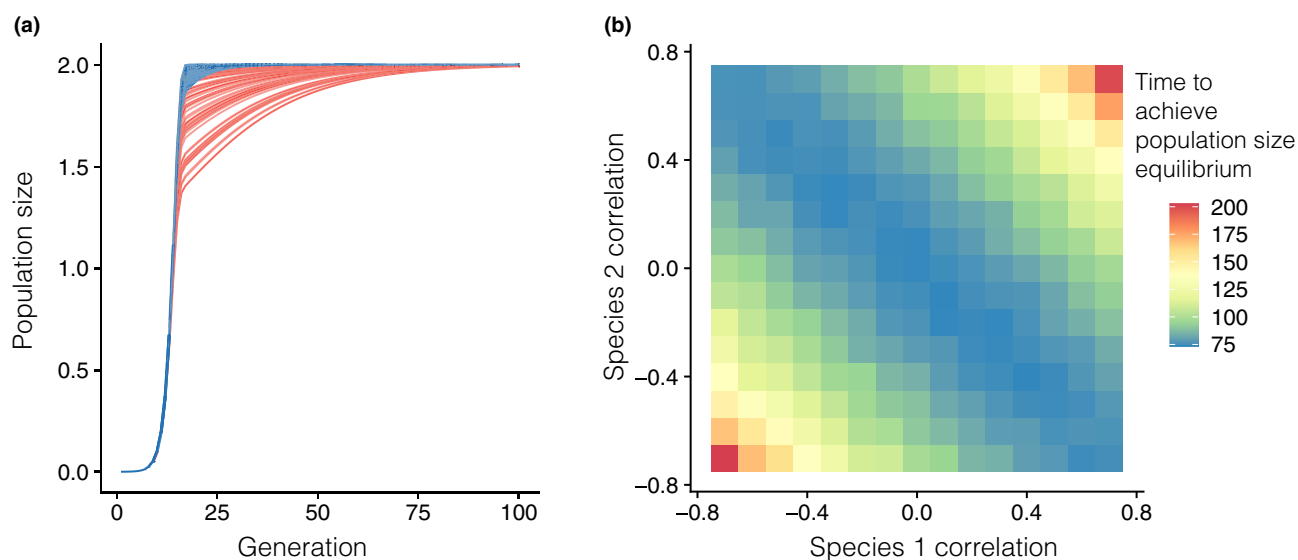 (a)
2.0
1.5
1.0
0.5
0.0
Population size
0 25 50 75 100
Generation
(b)
0.8
0.4
0.0
−0.4
−0.8
Species 2 correlation
−0.8 −0.4 0.0 0.4 0.8
Species 1 correlation
Time to
achieve
population size
equilibrium
200
175
150
125
100
75